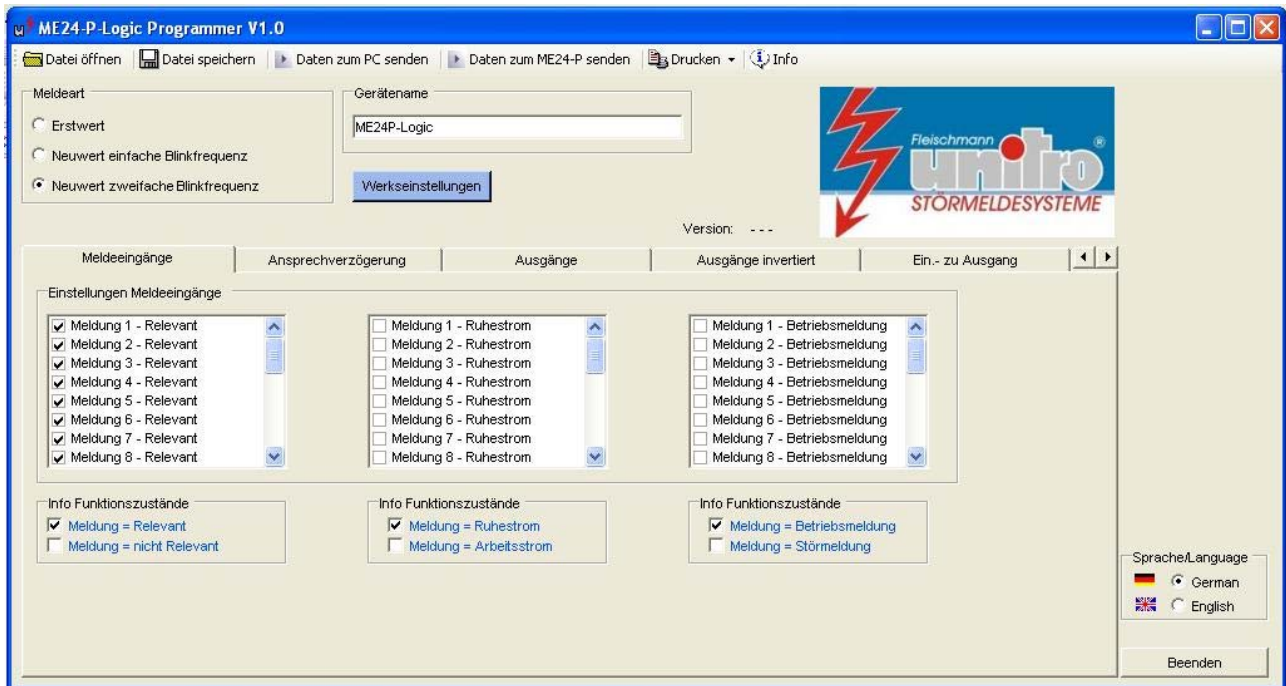 ME24-P-Logic Programmer V1.0
Datei öffnen Datei speichern Daten zum PC senden Daten zum ME24-P senden Drucken Info
Meldeart
Erstwert
Neuwert einfache Blinkfrequenz
Neuwert zweifache Blinkfrequenz
Gerätename
ME24P-Logic
Werkseinstellungen
Fleischmann
unitro®
STÖRMELDESYSTEME
Version: ---
Meldeeingänge Ansprechverzögerung Ausgänge Ausgänge invertiert Ein.- zu Ausgang
Einstellungen Meldeeingänge
Meldung 1 - Relevant
Meldung 2 - Relevant
Meldung 3 - Relevant
Meldung 4 - Relevant
Meldung 5 - Relevant
Meldung 6 - Relevant
Meldung 7 - Relevant
Meldung 8 - Relevant
Meldung 1 - Ruhestrom
Meldung 2 - Ruhestrom
Meldung 3 - Ruhestrom
Meldung 4 - Ruhestrom
Meldung 5 - Ruhestrom
Meldung 6 - Ruhestrom
Meldung 7 - Ruhestrom
Meldung 8 - Ruhestrom
Meldung 1 - Betriebsmeldung
Meldung 2 - Betriebsmeldung
Meldung 3 - Betriebsmeldung
Meldung 4 - Betriebsmeldung
Meldung 5 - Betriebsmeldung
Meldung 6 - Betriebsmeldung
Meldung 7 - Betriebsmeldung
Meldung 8 - Betriebsmeldung
Info Funktionszustände
Meldung = Relevant
Meldung = nicht Relevant
Info Funktionszustände
Meldung = Ruhestrom
Meldung = Arbeitsstrom
Info Funktionszustände
Meldung = Betriebsmeldung
Meldung = Störmeldung
Sprache/Language
German
English
Beenden